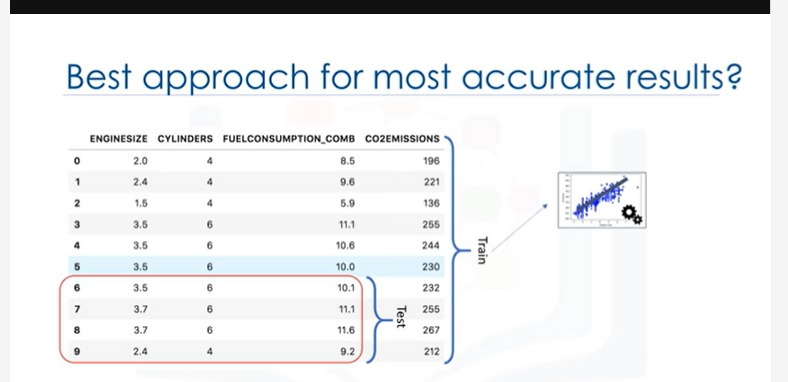 Best approach for most accurate results?
ENGINESIZE CYLINDERS FUELCONSUMPTION_COMB CO2EMISSIONS
0 2.0 4 8.5 196
1 2.4 4 9.6 221
2 1.5 4 5.9 136
3 3.5 6 11.1 255
4 3.5 6 10.6 244
5 3.5 6 10.0 230
6 3.5 6 10.1 232
7 3.7 6 11.1 255
8 3.7 6 11.6 267
9 2.4 4 9.2 212
Test
Train